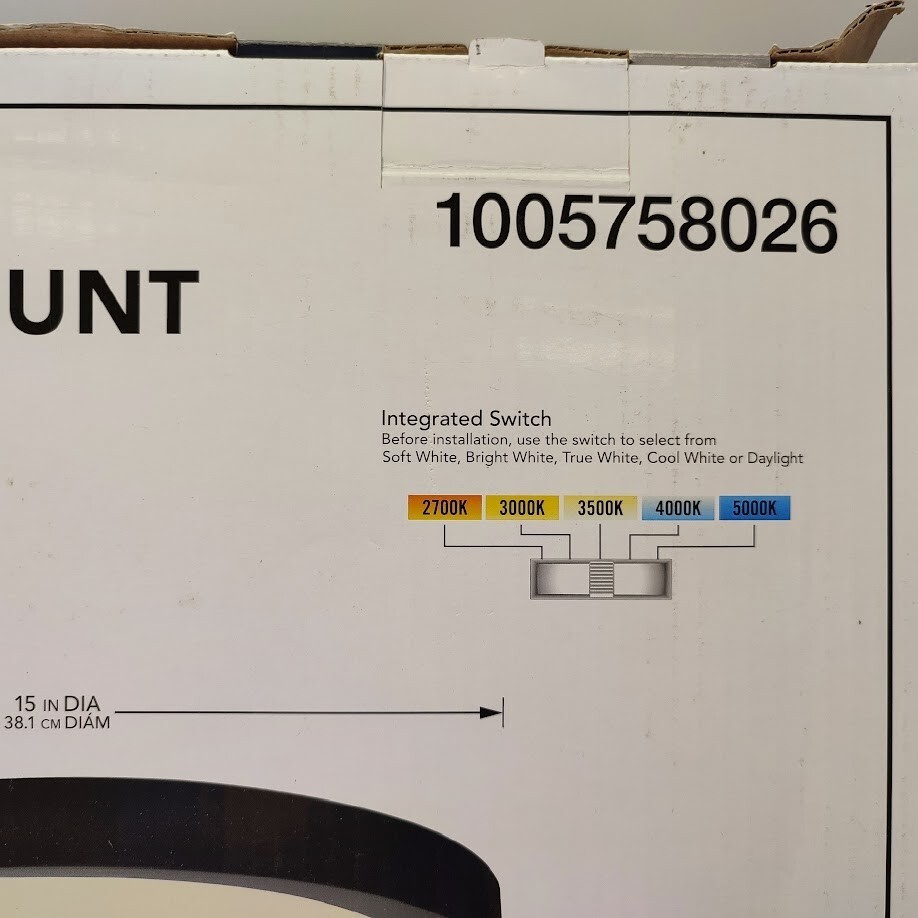 1005758026
UNT
Integrated Switch
Before installation, use the switch to select from
Soft White, Bright White, True White, Cool White or Daylight
2700K 3000K 3500K 4000K 5000K
15 IN DIA
38.1 CM DIÁM